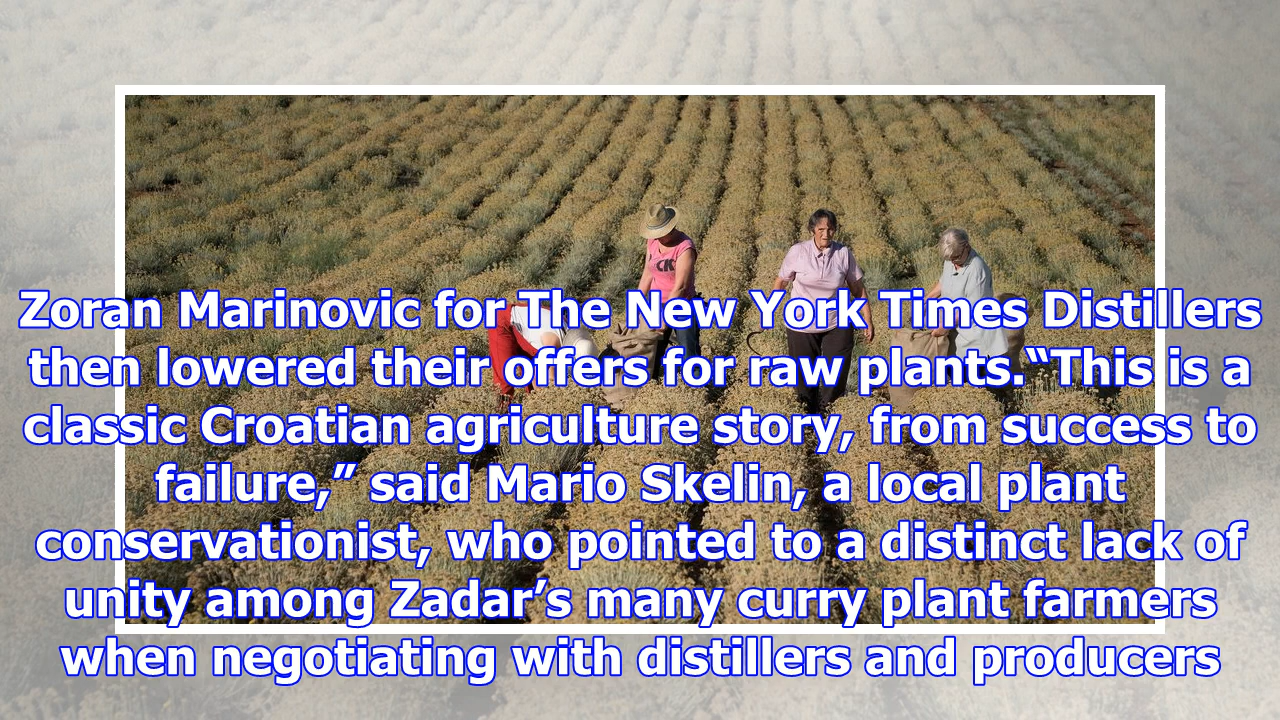 Zoran Marinovic for The New York Times Distillers
then lowered their offers for raw plants.“This is a
classic Croatian agriculture story, from success to
failure,” said Mario Skelin, a local plant
conservationist, who pointed to a distinct lack of
unity among Zadar’s many curry plant farmers
when negotiating with distillers and producers